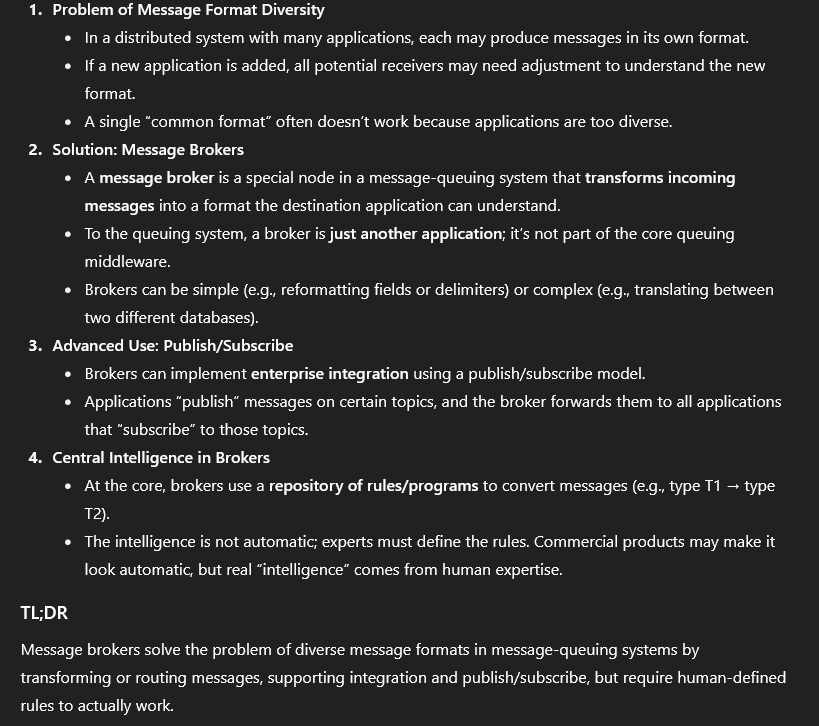 1. Problem of Message Format Diversity
• In a distributed system with many applications, each may produce messages in its own format.
• If a new application is added, all potential receivers may need adjustment to understand the new
format.
• A single “common format” often doesn’t work because applications are too diverse.
2. Solution: Message Brokers
• A message broker is a special node in a message-queuing system that transforms incoming
messages into a format the destination application can understand.
• To the queuing system, a broker is just another application; it’s not part of the core queuing
middleware.
• Brokers can be simple (e.g., reformatting fields or delimiters) or complex (e.g., translating between
two different databases).
3. Advanced Use: Publish/Subscribe
• Brokers can implement enterprise integration using a publish/subscribe model.
• Applications “publish” messages on certain topics, and the broker forwards them to all applications
that “subscribe” to those topics.
4. Central Intelligence in Brokers
• At the core, brokers use a repository of rules/programs to convert messages (e.g., type T1 → type
T2).
• The intelligence is not automatic; experts must define the rules. Commercial products may make it
look automatic, but real “intelligence” comes from human expertise.
TL;DR
Message brokers solve the problem of diverse message formats in message-queuing systems by
transforming or routing messages, supporting integration and publish/subscribe, but require human-defined
rules to actually work.